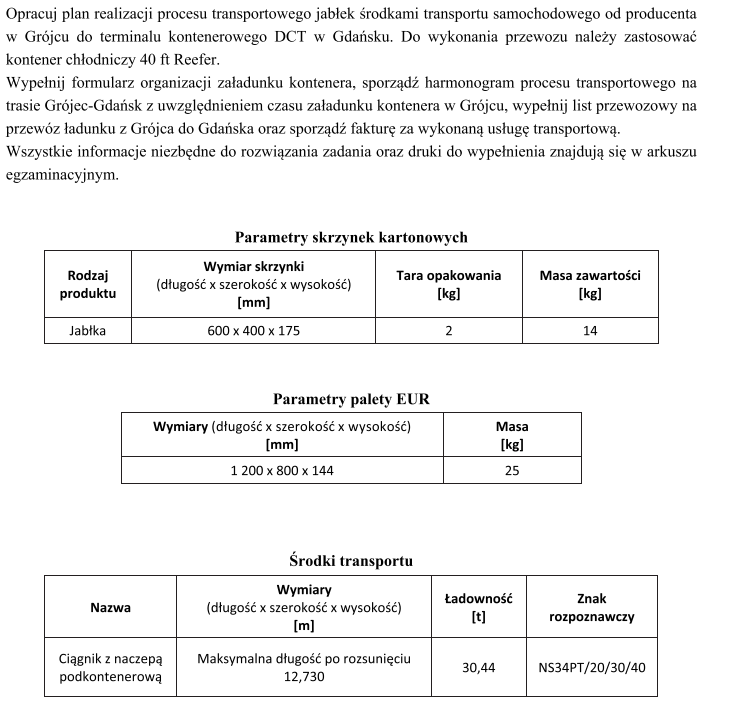 Opracuj plan realizacji procesu transportowego jabłek środkami transportu samochodowego od producenta
w Grójcu do terminalu kontenerowego DCT w Gdańsku. Do wykonania przewozu należy zastosować
kontener chłodniczy 40 ft Reefer.
Wypełnij formularz organizacji załadunku kontenera, sporządź harmonogram procesu transportowego na
trasie Grójec-Gdańsk z uwzględnieniem czasu załadunku kontenera w Grójcu, wypełnij list przewozowy na
przewóz ładunku z Grójca do Gdańska oraz sporządź fakturę za wykonaną usługę transportową.
Wszystkie informacje niezbędne do rozwiązania zadania oraz druki do wypełnienia znajdują się w arkuszu
egzaminacyjnym.
Parametry skrzynek kartonowych
Rodzaj produktu
Wymiar skrzynki
(długość x szerokość x wysokość)
[mm]
Tara opakowania
[kg]
Masa zawartości
[kg]
Jabłka
600 x 400 x 175
2
14
Parametry palety EUR
Wymiary (długość x szerokość x wysokość)
[mm]
Masa
[kg]
1 200 x 800 x 144
25
Środki transportu
Nazwa
Wymiary
(długość x szerokość x wysokość)
[m]
Ładowność
[t]
Znak
rozpoznawczy
Ciągnik z naczepą
podkontenerową
Maksymalna długość po rozsunięciu
12,730
30,44
NS34PT/20/30/40